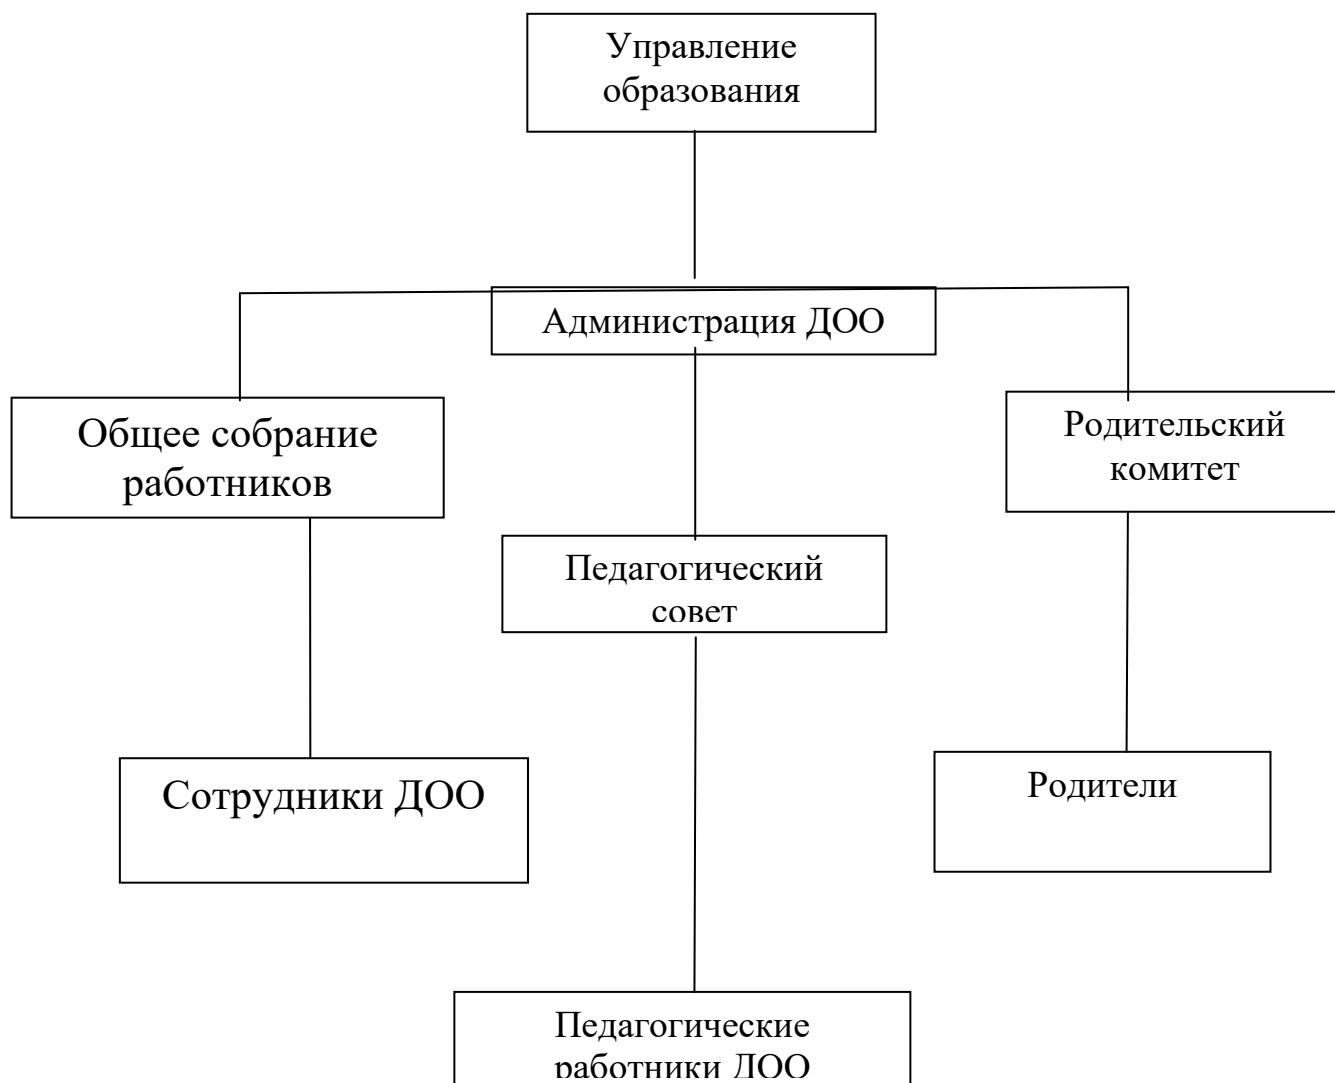 Управление
образования
Администрация ДОО
Общее собрание
работников
Родительский
комитет
Педагогический
совет
Сотрудники ДОО
Родители
Педагогические
работники ДОО